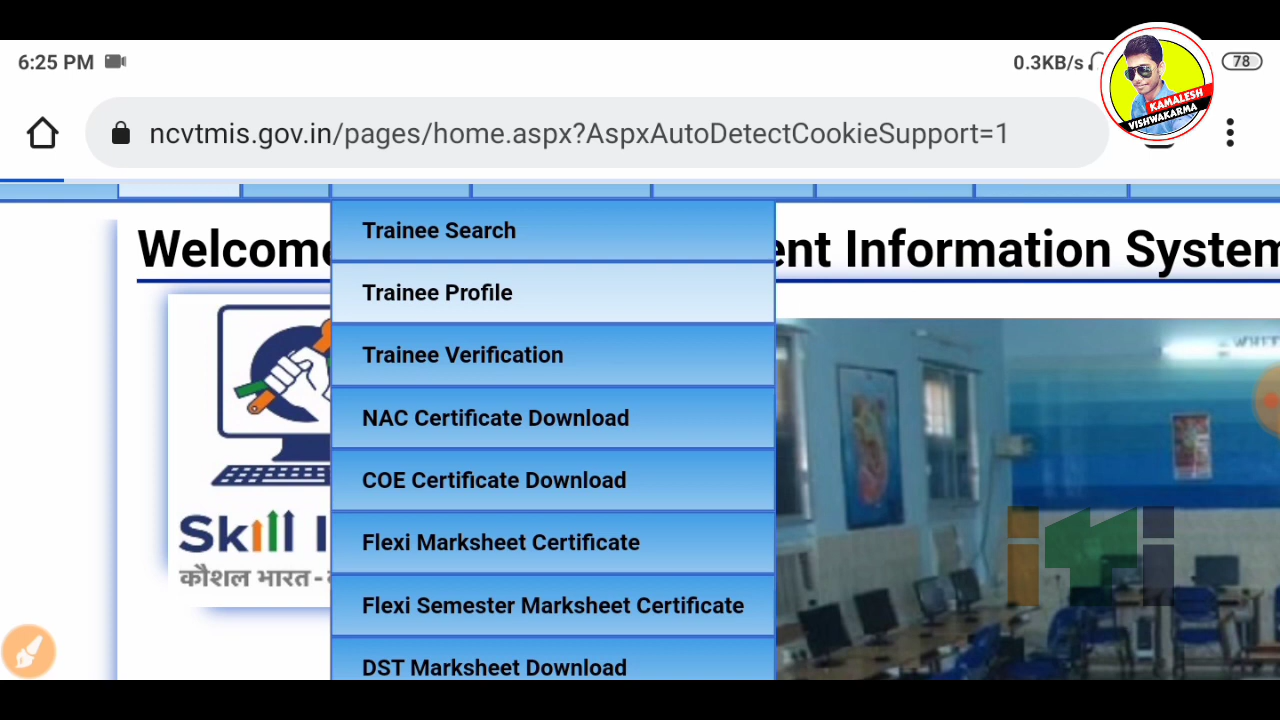 6:25 PM
0.3KB/s
78
KAMALESH
VISHWAKARMA
ncvtmis.gov.in/pages/home.aspx?AspxAutoDetectCookieSupport=1
Welcome
ent Information System
Trainee Search
Trainee Profile
Trainee Verification
NAC Certificate Download
COE Certificate Download
Flexi Marksheet Certificate
Flexi Semester Marksheet Certificate
DST Marksheet Download
Skill I
कौशल भारत-